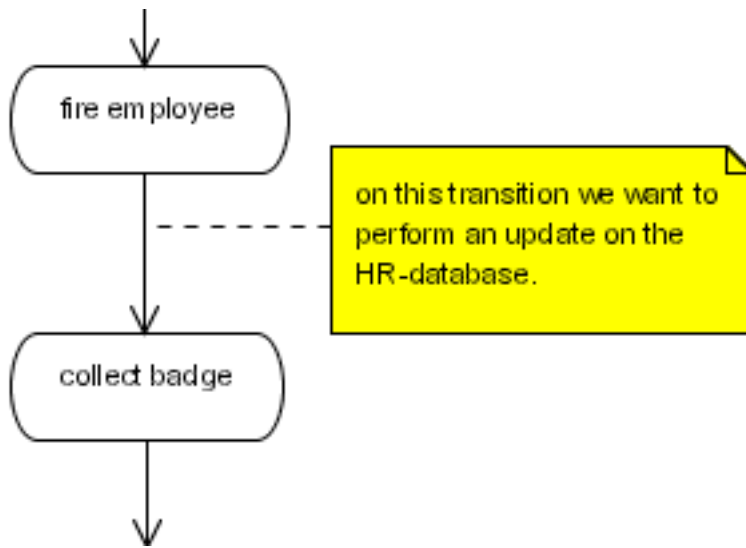 fire employee
on this transition we want to
perform an update on the
HR-database.
collect badge